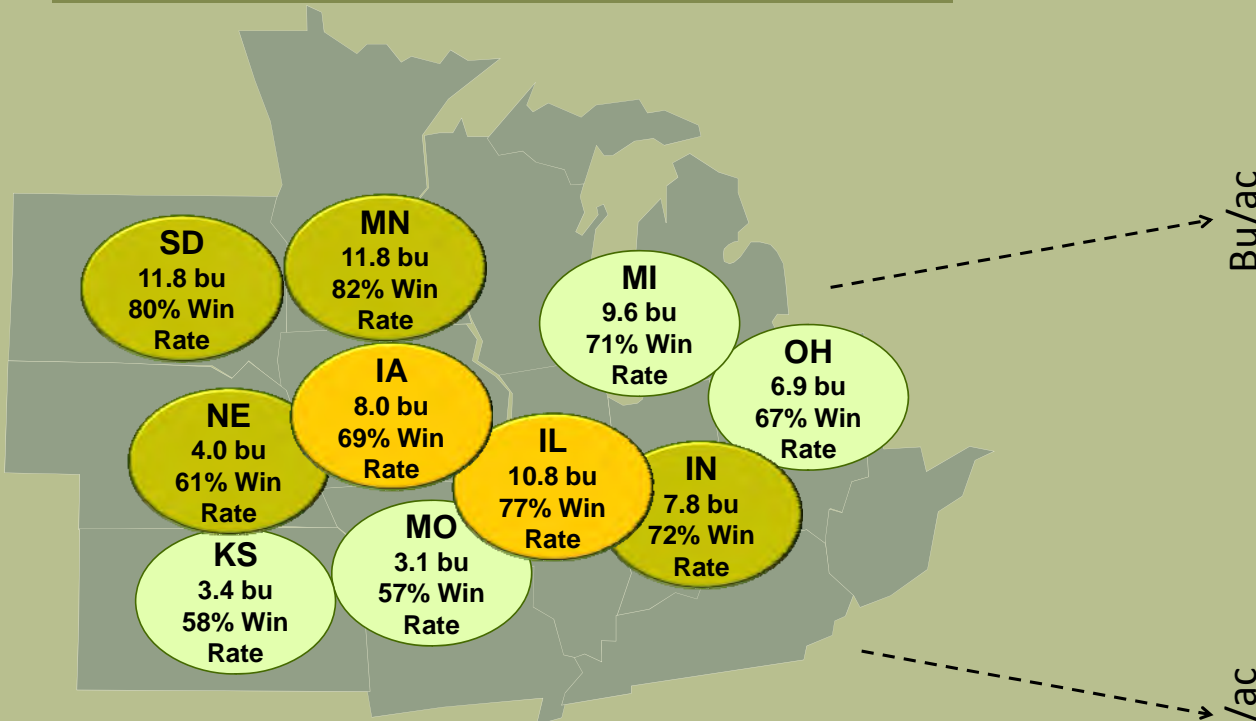 SD
11.8 bu
80% Win
Rate
MN
11.8 bu
82% Win
Rate
MI
9.6 bu
71% Win
Rate
OH
6.9 bu
67% Win
Rate
IA
8.0 bu
69% Win
Rate
NE
4.0 bu
61% Win
Rate
IL
10.8 bu
77% Win
Rate
IN
7.8 bu
72% Win
Rate
KS
3.4 bu
58% Win
Rate
MO
3.1 bu
57% Win
Rate
Bu/ac
/ac